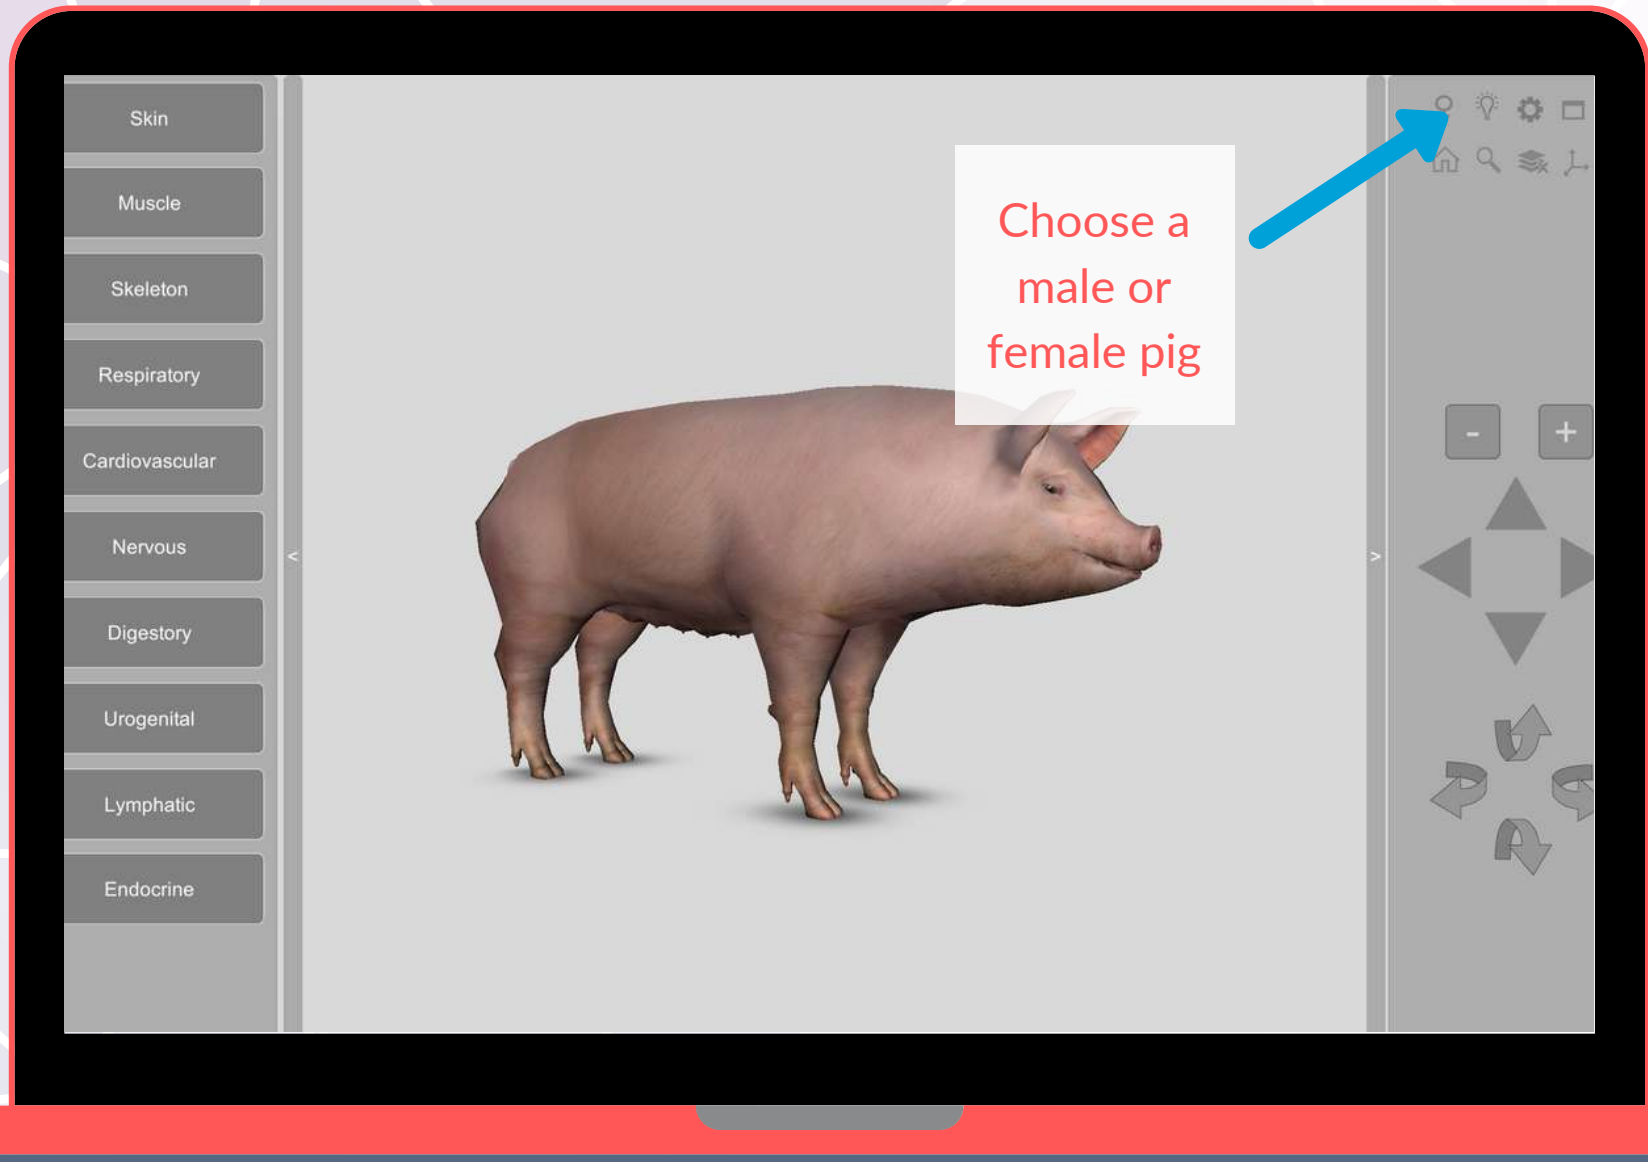 Skin
Muscle
Skeleton
Respiratory
Cardiovascular
Nervous
Digestory
Urogenital
Lymphatic
Endocrine
<
Choose a
male or
female pig
>
-
+